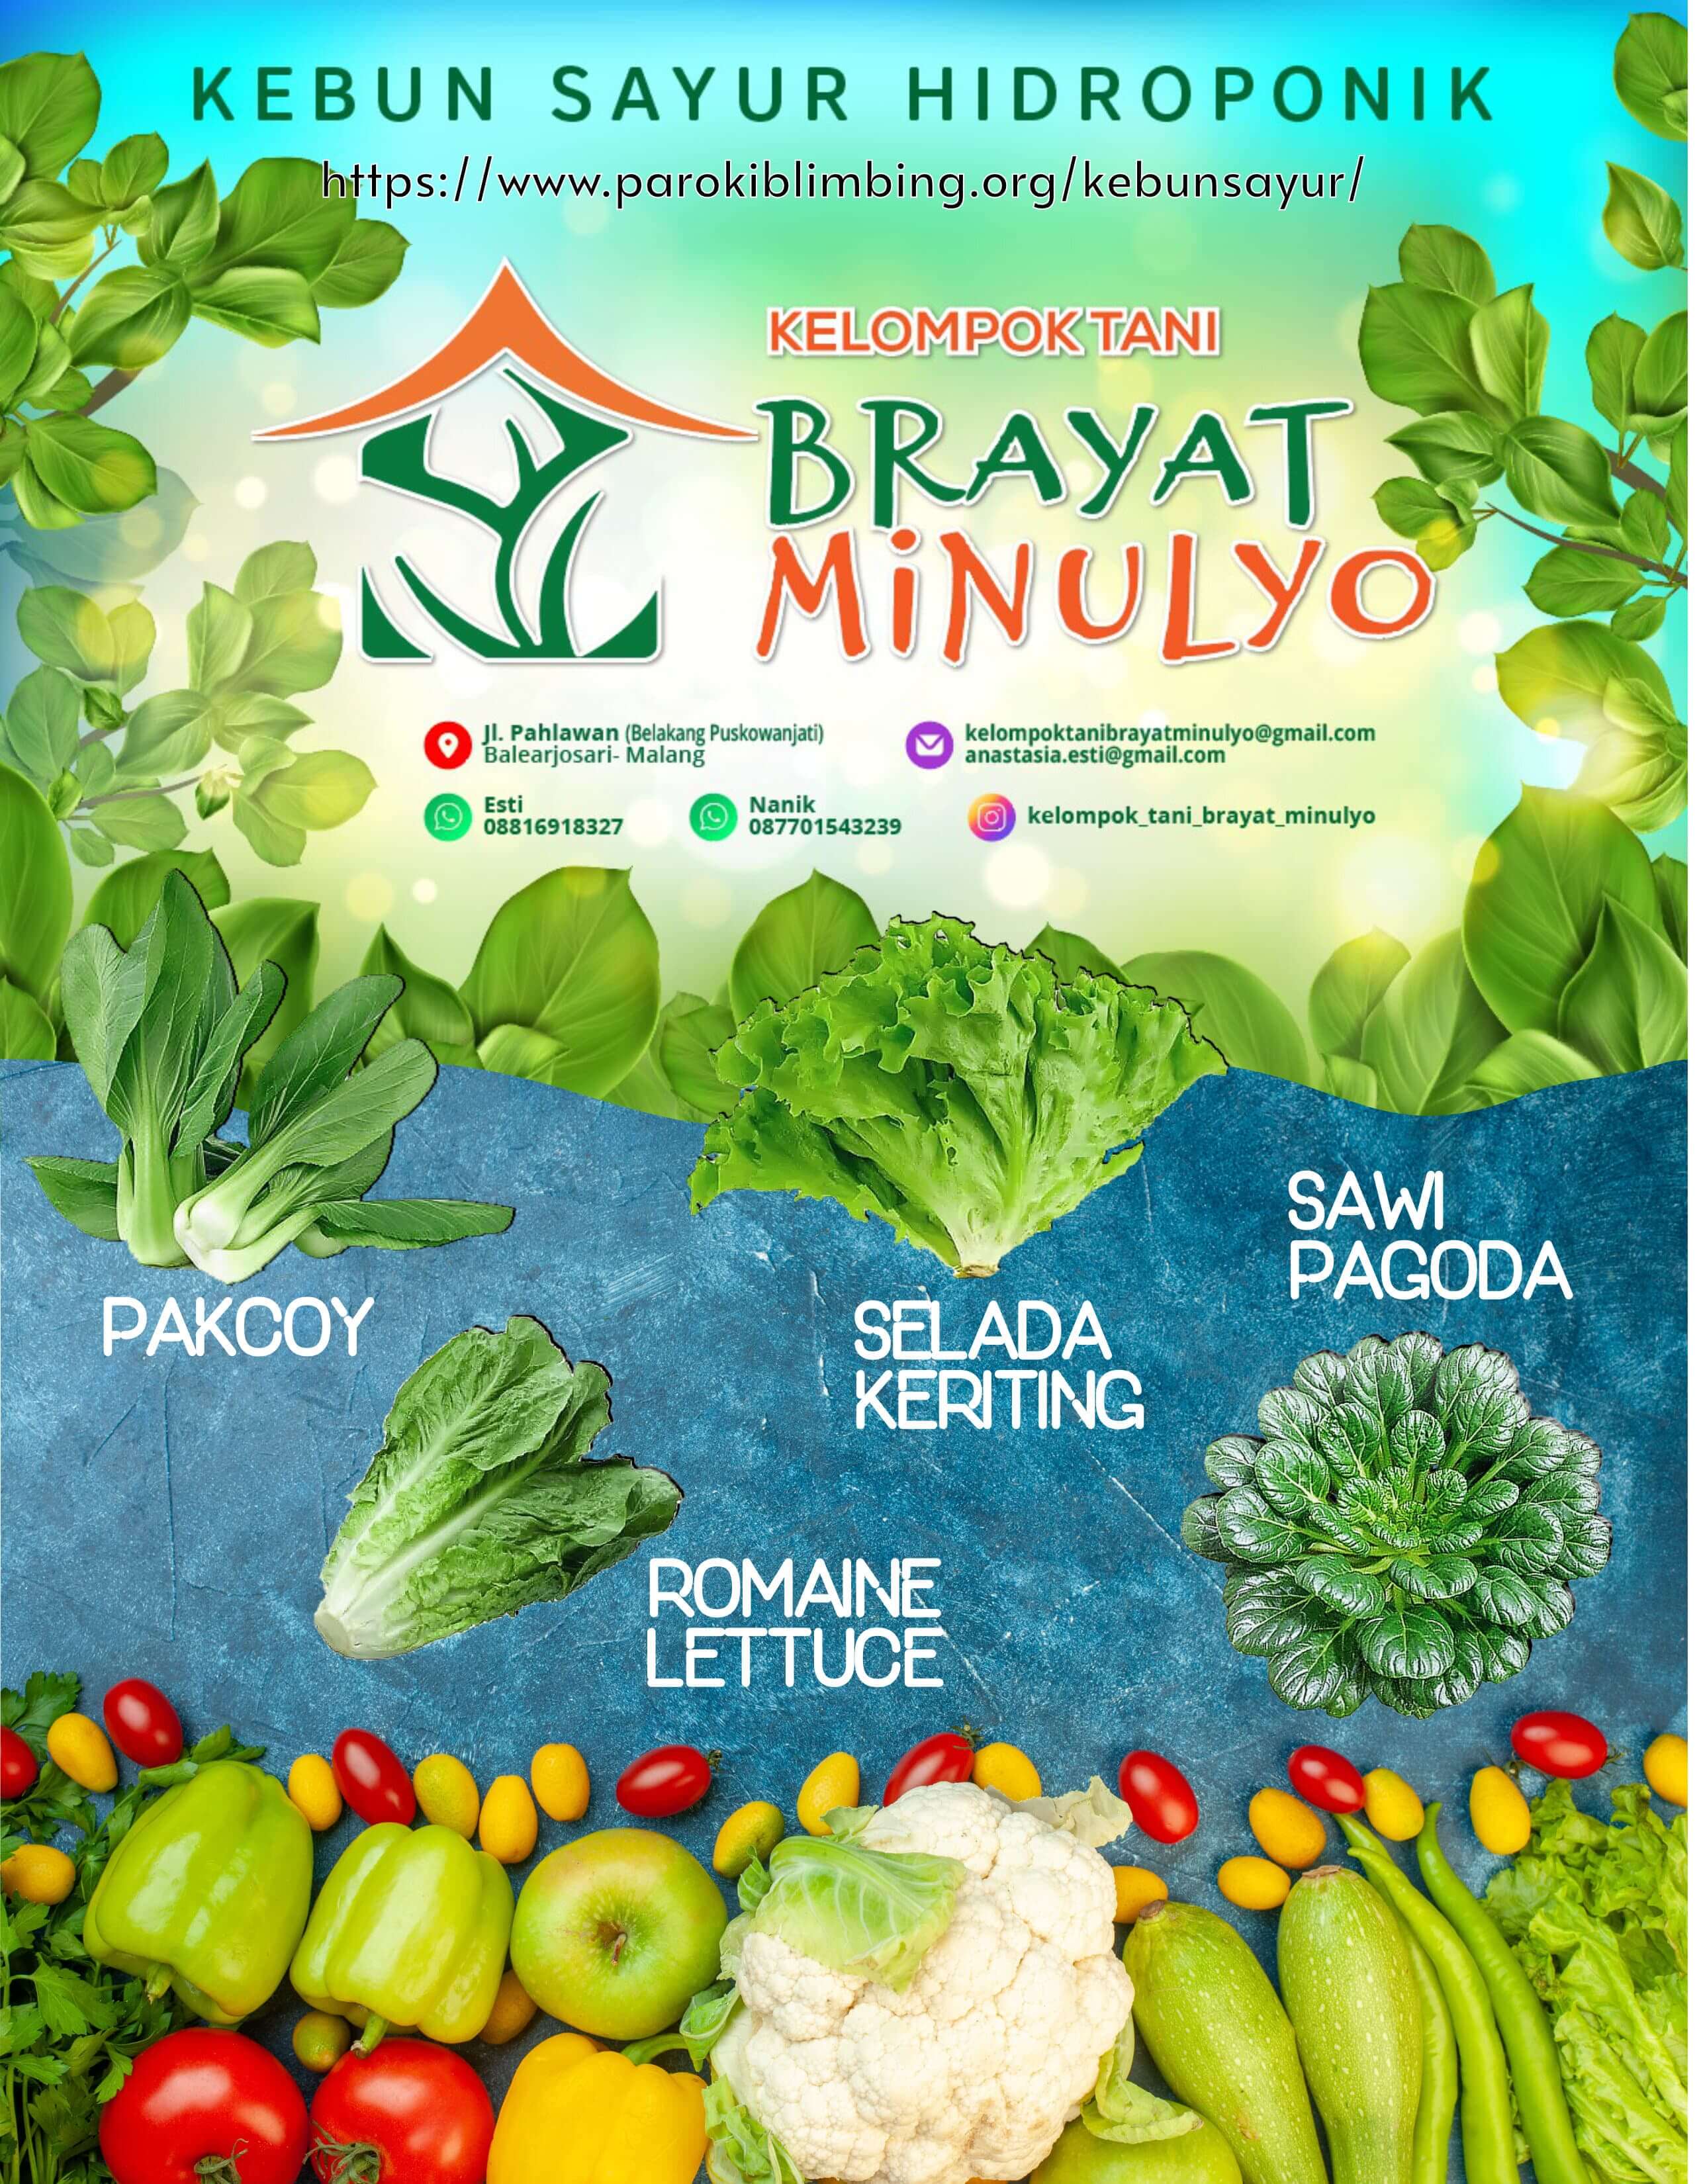 KEBUN SAYUR HIDROPONIK
https://www.parokiblimbing.org/kebunsayur/
KELOMPOK TANI
BRAYAT
MiNULYO
Jl. Pahlawan (Belakang Puskowanjati)
Balearjosari- Malang
kelompoktanibrayatminulyo@gmail.com
anastasia.esti@gmail.com
Esti
08816918327
Nanik
087701543239
kelompok_tani_brayat_minulyo
PAKCOY
SELADA
KERITING
SAWI
PAGODA
ROMAINE
LETTUCE